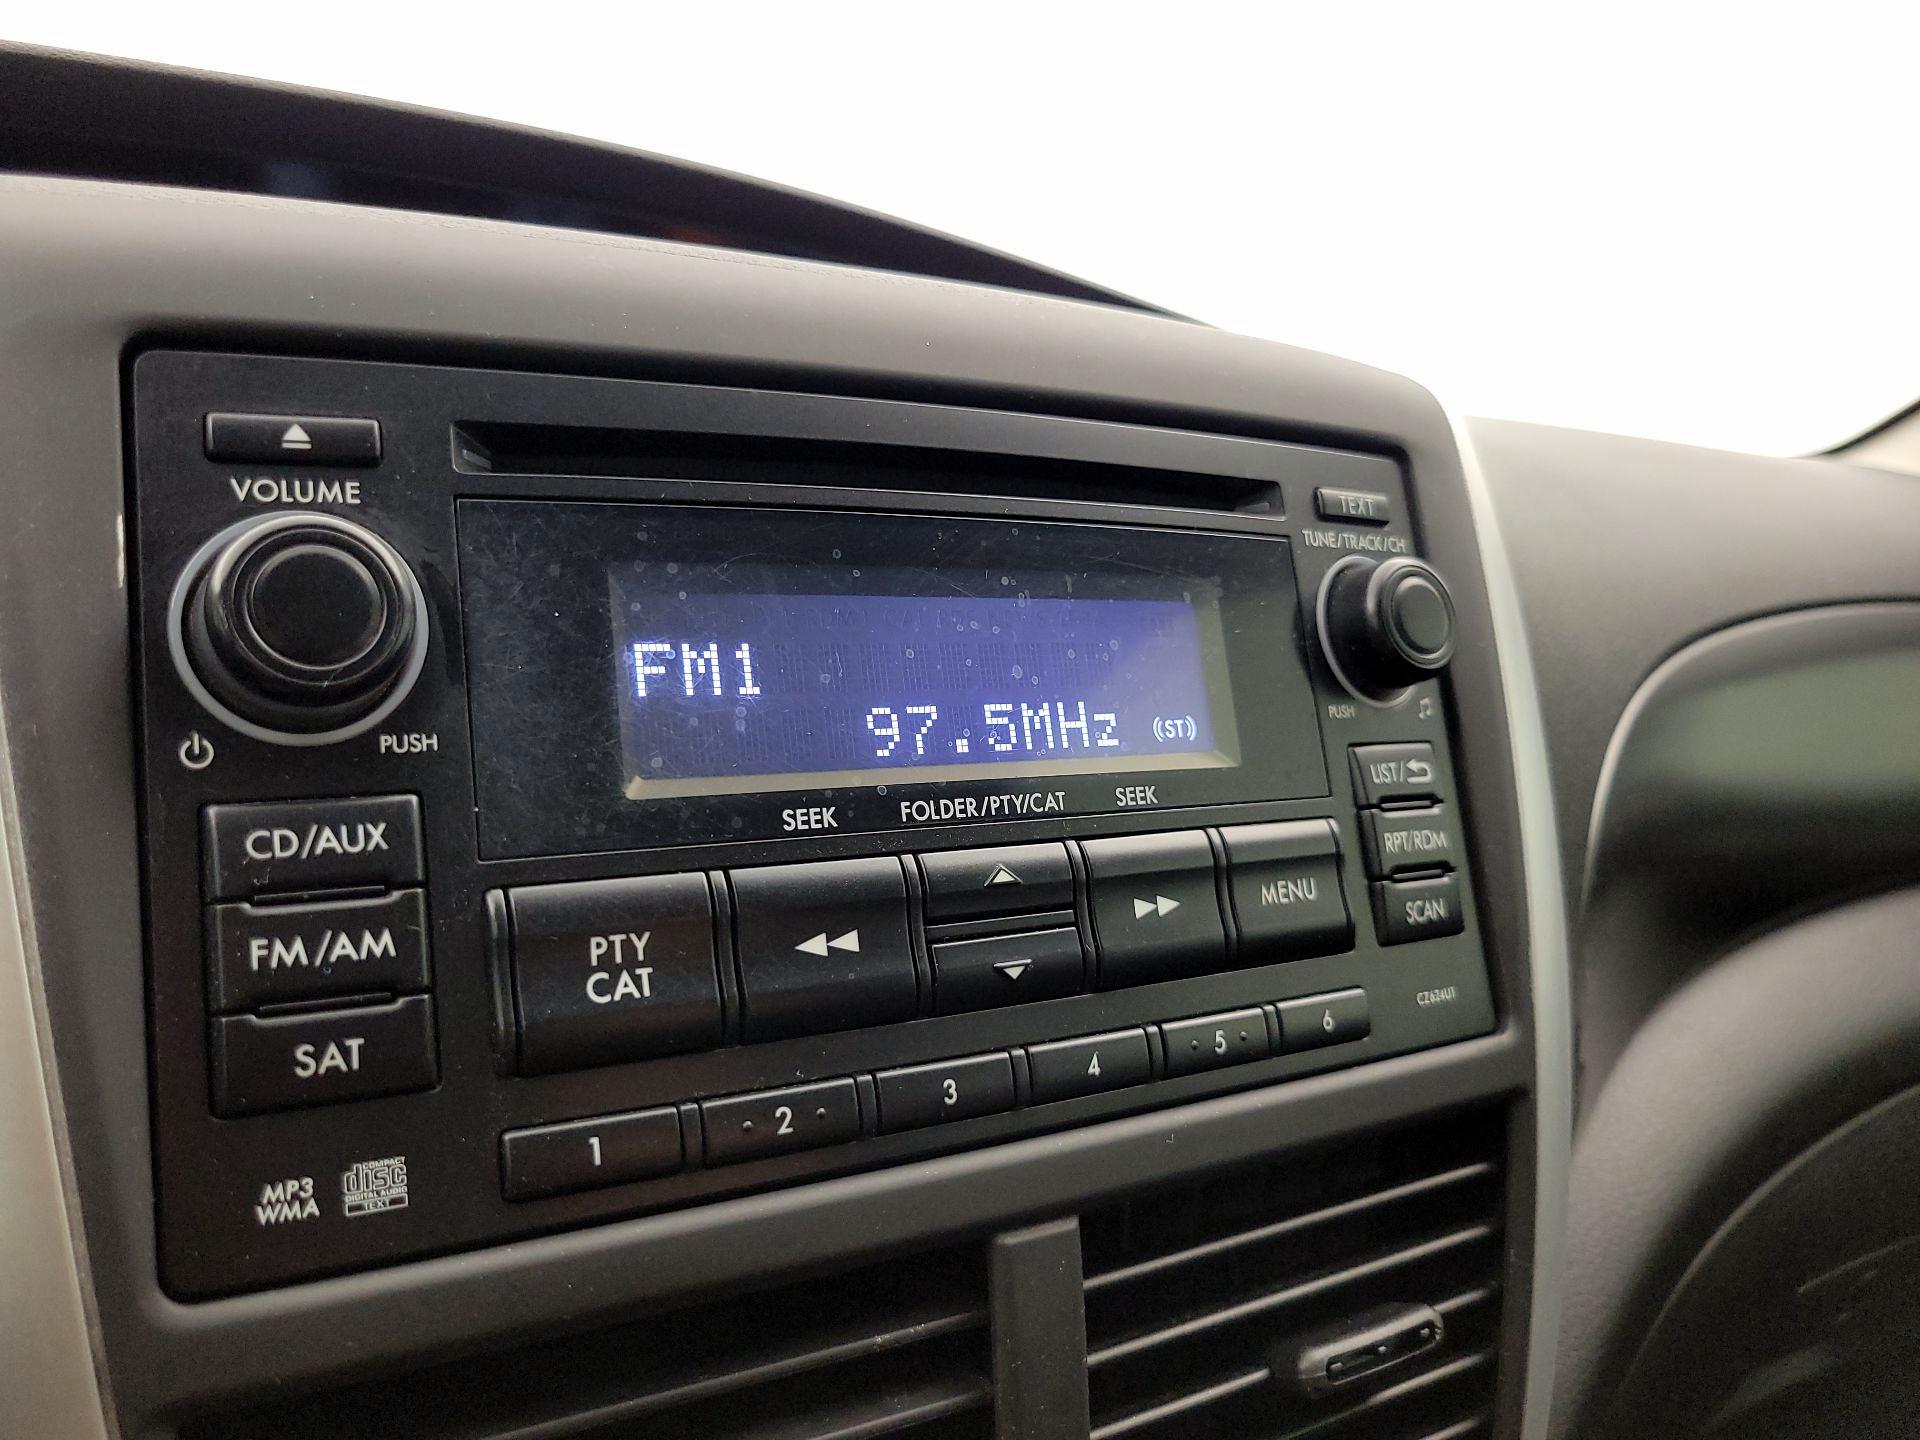 VOLUME
TEXT
TUNE/TRACK/CH
FM1
97.5MHz (ST)
PUSH
PUSH
LIST/
SEEK FOLDER/PTY/CAT SEEK
CD/AUX
RPT/RDM
FM/AM
PTY
CAT
MENU
SCAN
SAT
CZ624U1
1 2 3 4 5 6
MP3
WMA
COMPACT
disc
DIGITAL AUDIO
TEXT